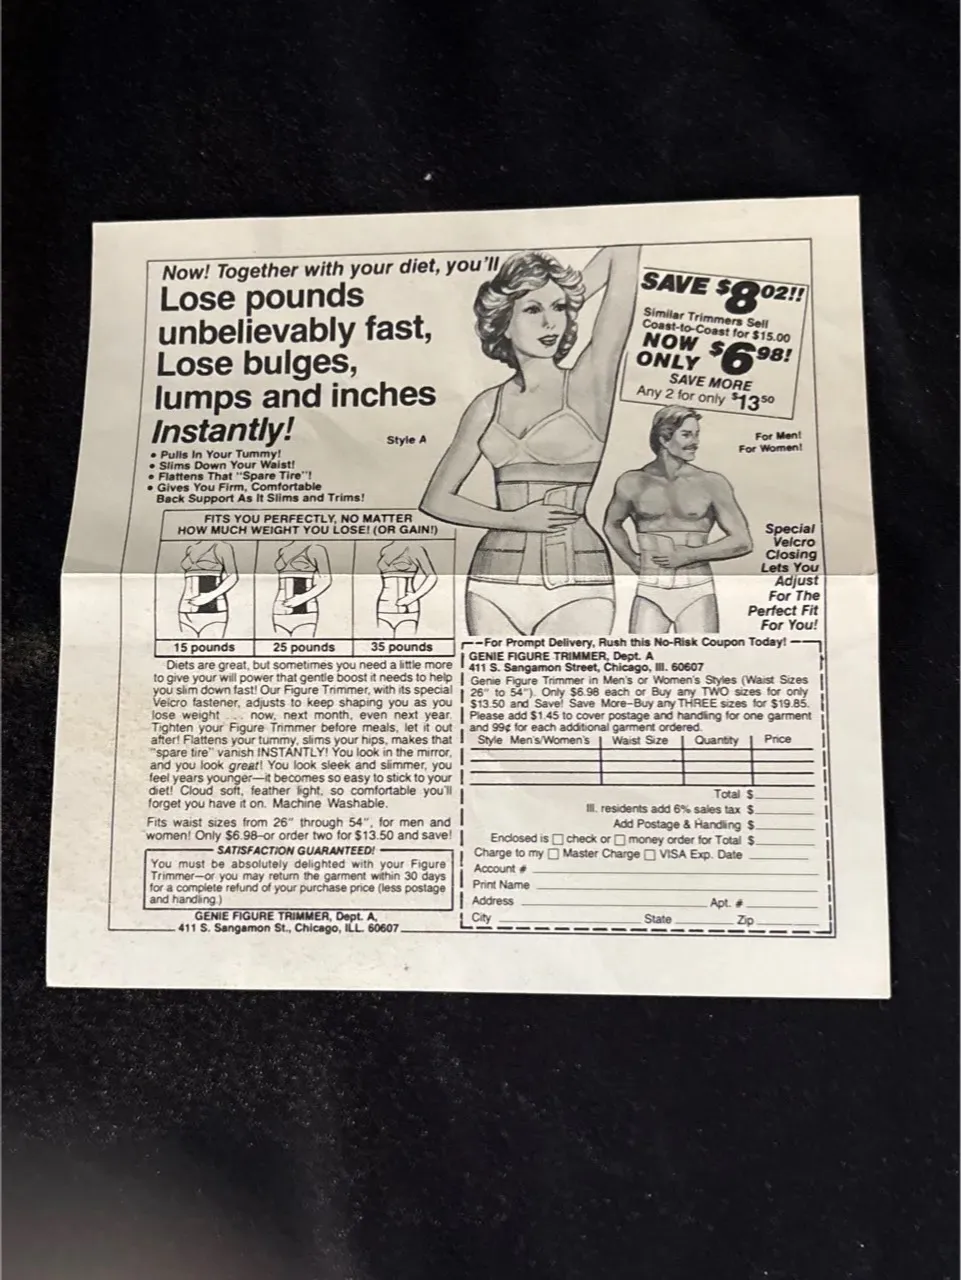 Now! Together with your diet, you'll
Lose pounds
unbelievably fast,
Lose bulges,
lumps and inches
Instantly!
• Pulls In Your Tummy!
• Slims Down Your Waist!
• Flattens That "Spare Tire"!
• Gives You Firm, Comfortable
Back Support As It Slims and Trims!
Style A
SAVE $8.02!!
Similar Trimmers Sell
Coast-to-Coast for $15.00
NOW
ONLY $6.98!
SAVE MORE
Any 2 for only $13.50
For Men!
For Women!
Special
Velcro
Closing
Lets You
Adjust
For The
Perfect Fit
For You!
FITS YOU PERFECTLY, NO MATTER
HOW MUCH WEIGHT YOU LOSE! (OR GAIN!)
15 pounds 25 pounds 35 pounds
Diets are great, but sometimes you need a little more
to give your will power that gentle boost it needs to help
you slim down fast! Our Figure Trimmer, with its special
Velcro fastener, adjusts to keep shaping you as you
lose weight ... now, next month, even next year.
Tighten your Figure Trimmer before meals, let it out
after! Flattens your tummy, slims your hips, makes that
"spare tire" vanish INSTANTLY! You look in the mirror,
and you look great! You look sleek and slimmer, you
feel years younger—it becomes so easy to stick to your
diet! Cloud soft, feather light, so comfortable you'll
forget you have it on. Machine Washable.
Fits waist sizes from 26" through 54", for men and
women! Only $6.98-or order two for $13.50 and save!
SATISFACTION GUARANTEED!
You must be absolutely delighted with your Figure
Trimmer—or you may return the garment within 30 days
for a complete refund of your purchase price (less postage
and handling.)
GENIE FIGURE TRIMMER, Dept. A,
411 S. Sangamon St., Chicago, ILL. 60607
For Prompt Delivery, Rush this No-Risk Coupon Today!
GENIE FIGURE TRIMMER, Dept. A
411 S. Sangamon Street, Chicago, Ill. 60607
Genie Figure Trimmer in Men's or Women's Styles (Waist Sizes
26" to 54"). Only $6.98 each or Buy any TWO sizes for only
$13.50 and Save! Save More-Buy any THREE sizes for $19.85.
Please add $1.45 to cover postage and handling for one garment
and 99¢ for each additional garment ordered.
Style Men's/Women's Waist Size Quantity Price
Total $
Ill. residents add 6% sales tax $
Add Postage & Handling $
Enclosed is □ check or □ money order for Total $
Charge to my □ Master Charge □ VISA Exp. Date
Account #
Print Name
Address Apt. #
City State Zip